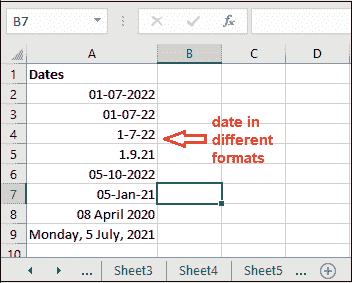 B7
fx
A B C D
1 Dates
2 01-07-2022
3 01-07-22
4 1-7-22
5 1.9.21
6 05-10-2022
7 05-Jan-21
8 08 April 2020
9 Monday, 5 July, 2021
10
date in
different
formats
... Sheet3 Sheet4 Sheet5 ...